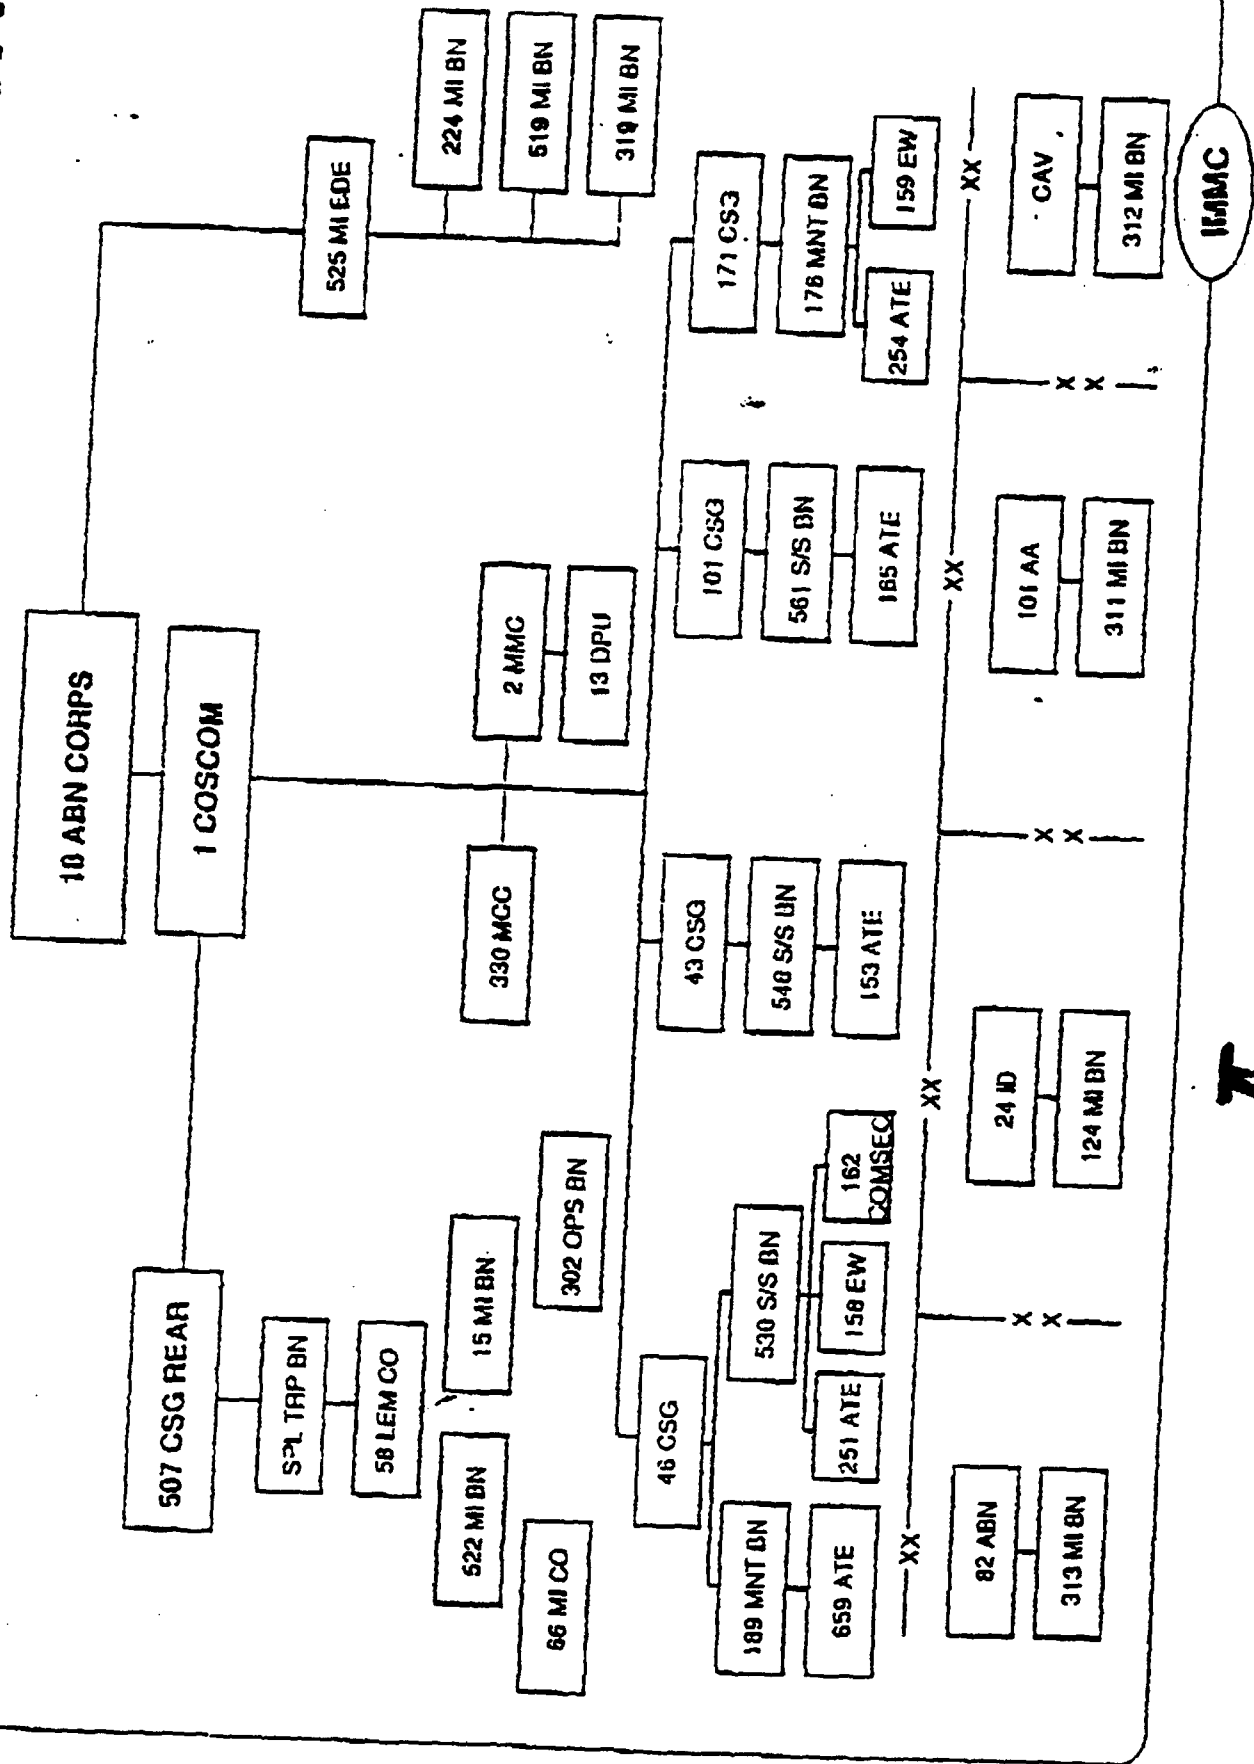 18 ABN CORPS
1 COSCOM
507 CSG REAR
SPL TRP BN
58 LEM CO
522 MI BN
15 MI BN
66 MI CO
302 OPS BN
330 MCC
2 MMC
13 DPU
525 MI BDE
224 MI BN
519 MI BN
319 MI BN
46 CSG
189 MNT BN
659 ATE
530 S/S BN
251 ATE
158 EW
162
COMSEC
43 CSG
548 S/S BN
153 ATE
101 CSG
561 S/S BN
165 ATE
171 CSG
178 MNT BN
254 ATE
159 EW
XX
XX
XX
XX
X X
X X
X X
82 ABN
313 MI BN
24 ID
124 MI BN
101 AA
311 MI BN
CAV
312 MI BN
IMMC